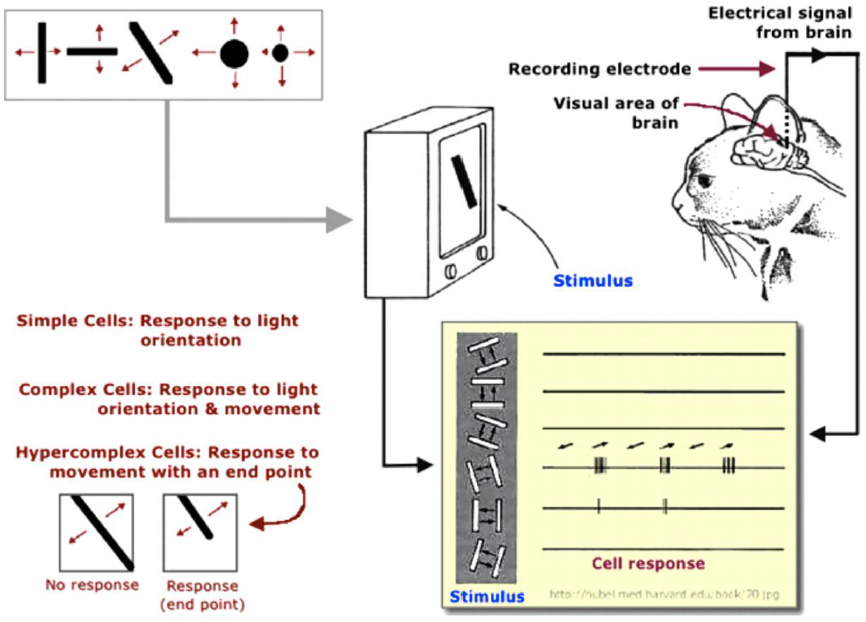 Electrical signal
from brain
Recording electrode
Visual area of
brain
Stimulus
Simple Cells: Response to light
orientation
Complex Cells: Response to light
orientation & movement
Hypercomplex Cells: Response to
movement with an end point
No response
Response
(end point)
Cell response
Stimulus
http://hubel.med.harvard.edu/book/70.jpg